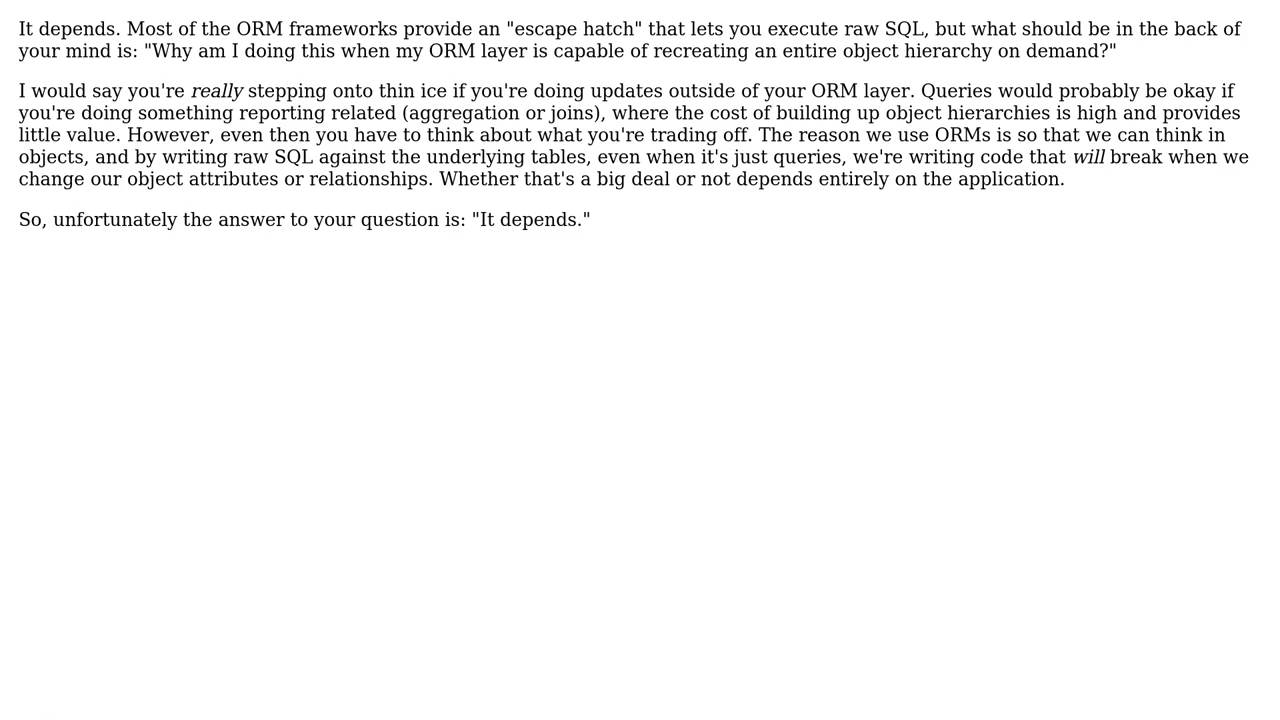 It depends. Most of the ORM frameworks provide an "escape hatch" that lets you execute raw SQL, but what should be in the back of
your mind is: "Why am I doing this when my ORM layer is capable of recreating an entire object hierarchy on demand?"
I would say you're really stepping onto thin ice if you're doing updates outside of your ORM layer. Queries would probably be okay if
you're doing something reporting related (aggregation or joins), where the cost of building up object hierarchies is high and provides
little value. However, even then you have to think about what you're trading off. The reason we use ORMs is so that we can think in
objects, and by writing raw SQL against the underlying tables, even when it's just queries, we're writing code that will break when we
change our object attributes or relationships. Whether that's a big deal or not depends entirely on the application.
So, unfortunately the answer to your question is: "It depends."